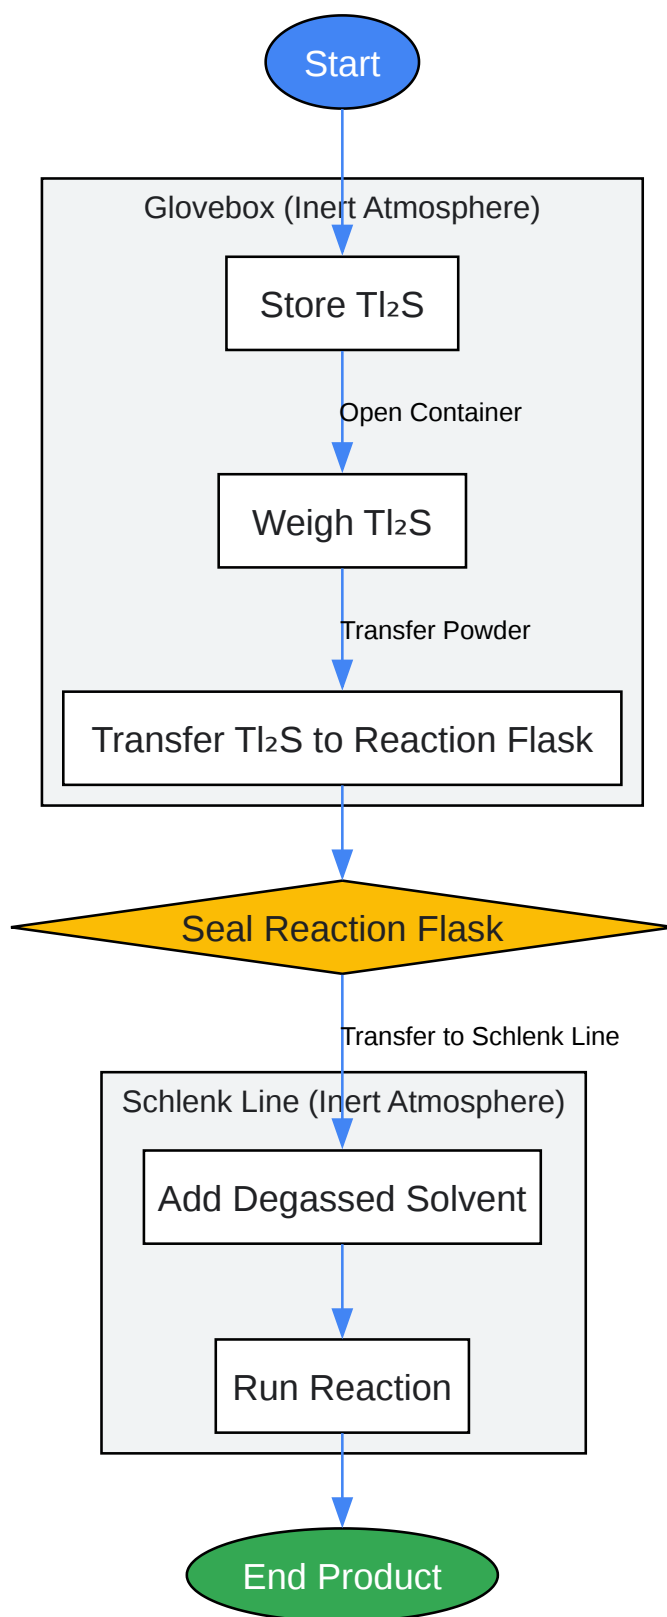 Start
Glovebox (Inert Atmosphere)
Store Tl₂S
Open Container
Weigh Tl₂S
Transfer Powder
Transfer Tl₂S to Reaction Flask
Seal Reaction Flask
Transfer to Schlenk Line
Schlenk Line (Inert Atmosphere)
Add Degassed Solvent
Run Reaction
End Product